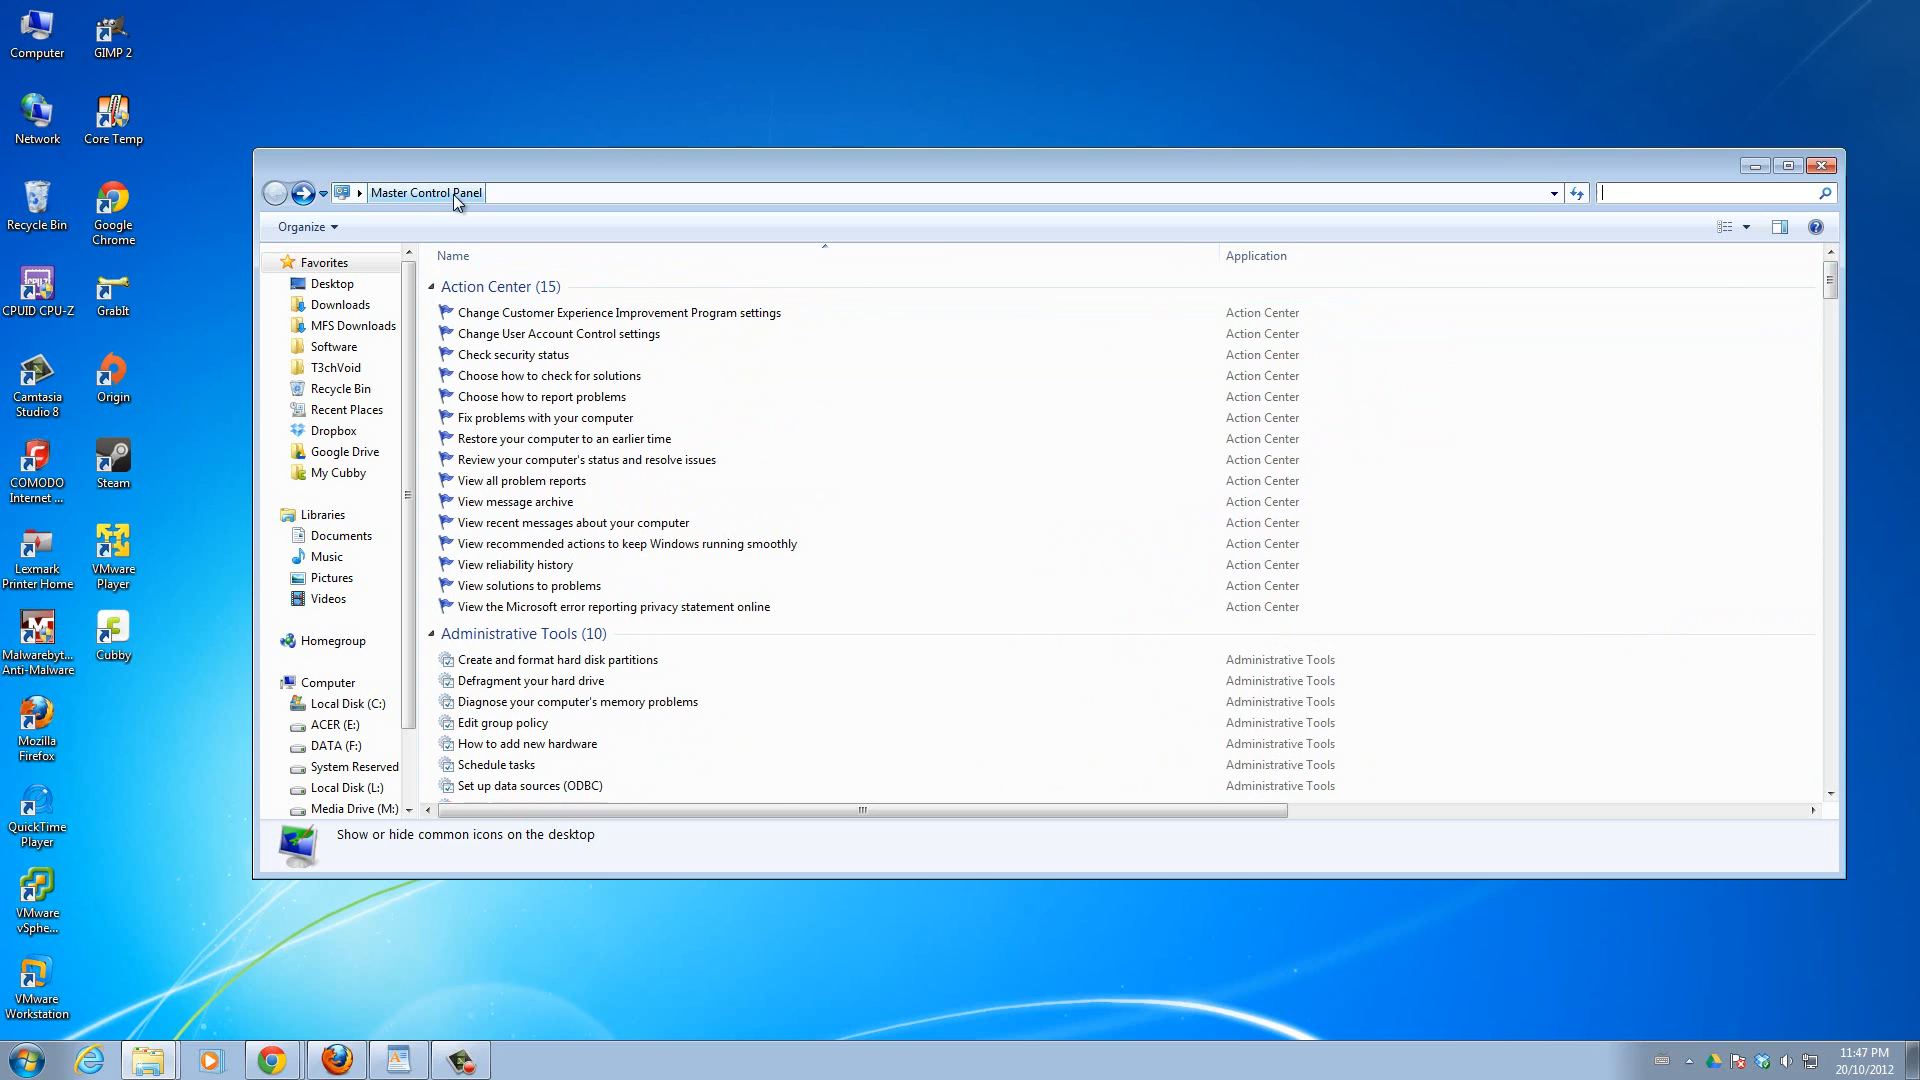 Computer
GIMP 2
Network
Core Temp
Recycle Bin
Google
Chrome
CPUID CPU-Z
GrabIt
Camtasia
Studio 8
Origin
COMODO
Internet ...
Steam
Lexmark
Printer Home
VMware
Player
Malwarebyt...
Anti-Malware
Cubby
Mozilla
Firefox
QuickTime
Player
VMware
vSphe...
VMware
Workstation
Master Control Panel
Organize
Favorites
Desktop
Downloads
MFS Downloads
Software
T3chVoid
Recycle Bin
Recent Places
Dropbox
Google Drive
My Cubby
Libraries
Documents
Music
Pictures
Videos
Homegroup
Computer
Local Disk (C:)
ACER (E:)
DATA (F:)
System Reserved
Local Disk (L:)
Media Drive (M:)
Name Application
Action Center (15)
Change Customer Experience Improvement Program settings Action Center
Change User Account Control settings Action Center
Check security status Action Center
Choose how to check for solutions Action Center
Choose how to report problems Action Center
Fix problems with your computer Action Center
Restore your computer to an earlier time Action Center
Review your computer's status and resolve issues Action Center
View all problem reports Action Center
View message archive Action Center
View recent messages about your computer Action Center
View recommended actions to keep Windows running smoothly Action Center
View reliability history Action Center
View solutions to problems Action Center
View the Microsoft error reporting privacy statement online Action Center
Administrative Tools (10)
Create and format hard disk partitions Administrative Tools
Defragment your hard drive Administrative Tools
Diagnose your computer's memory problems Administrative Tools
Edit group policy Administrative Tools
How to add new hardware Administrative Tools
Schedule tasks Administrative Tools
Set up data sources (ODBC) Administrative Tools
Show or hide common icons on the desktop
11:47 PM
20/10/2012